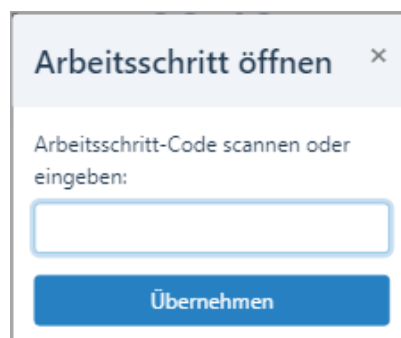 Arbeitsschritt öffnen ×
Arbeitsschritt-Code scannen oder
eingeben:
Übernehmen